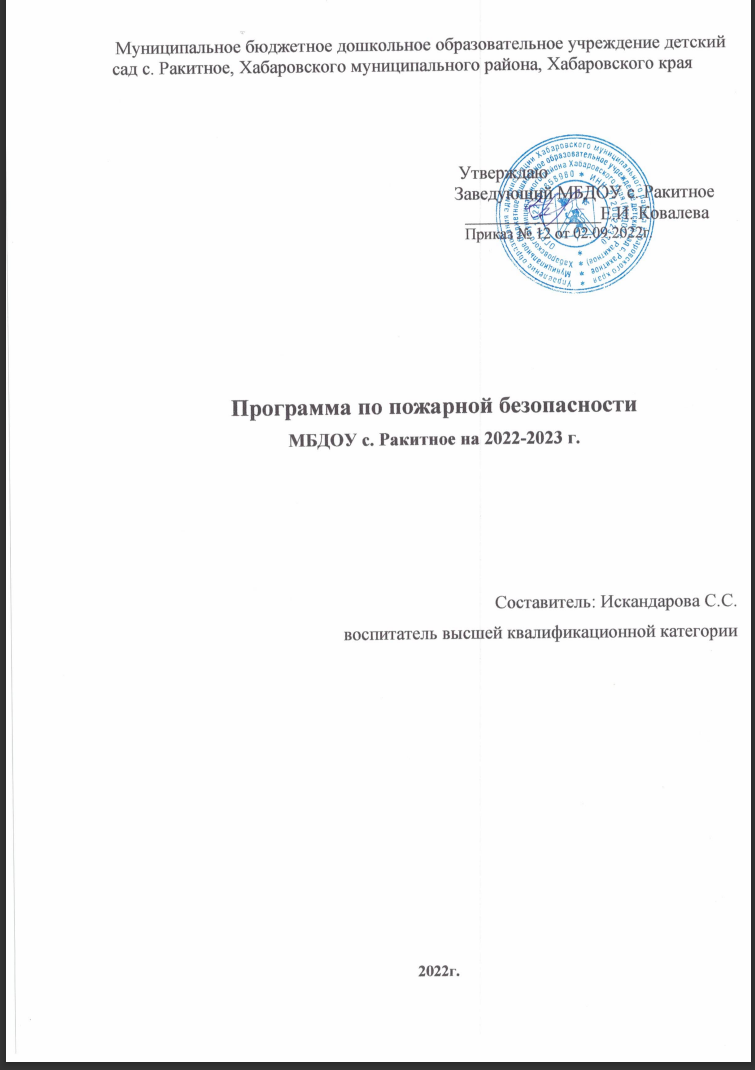 Муниципальное бюджетное дошкольное образовательное учреждение детский
сад с. Ракитное, Хабаровского муниципального района, Хабаровского края
Утверждаю
Заведующий МБДОУ с. Ракитное
Е.И. Ковалева
Приказ № 12 от 02.09.2022г.
Программа по пожарной безопасности
МБДОУ с. Ракитное на 2022-2023 г.
Составитель: Искандарова С.С.
воспитатель высшей квалификационной категории
2022г.